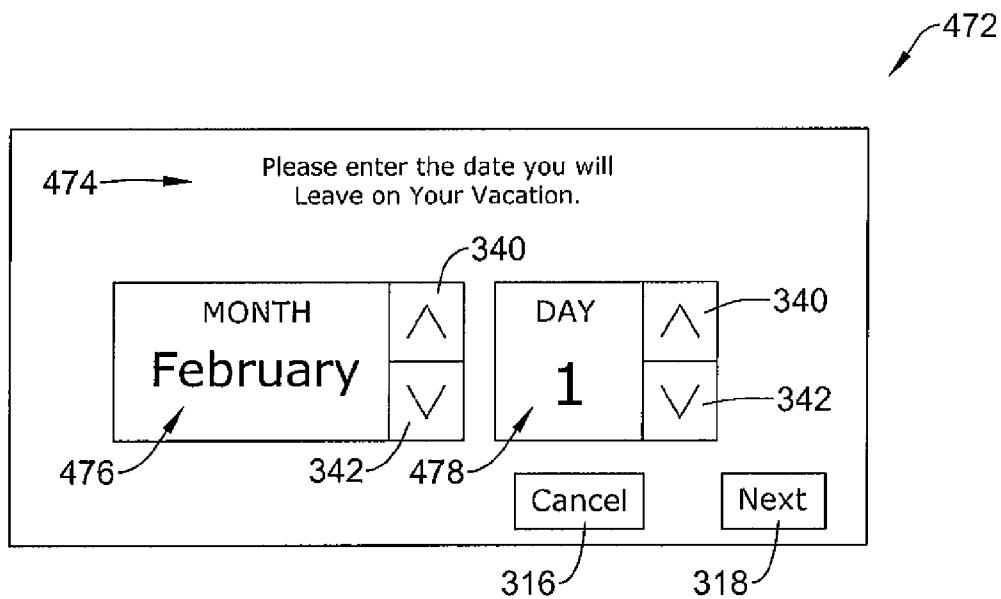 472
474
Please enter the date you will
Leave on Your Vacation.
340
MONTH
DAY
340
February
1
342
476
342
478
Cancel
Next
316
318